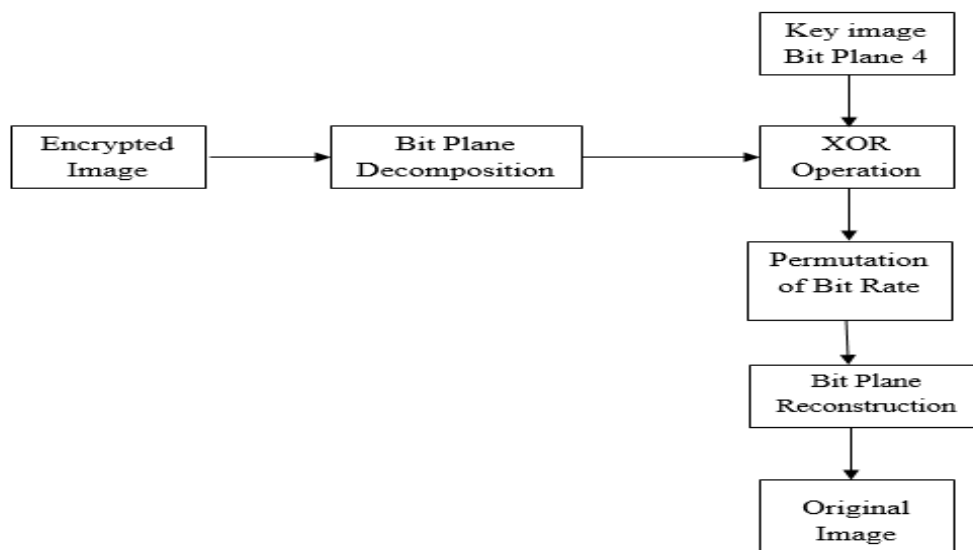 Key image
Bit Plane 4
Encrypted
Image
Bit Plane
Decomposition
XOR
Operation
Permutation
of Bit Rate
Bit Plane
Reconstruction
Original
Image